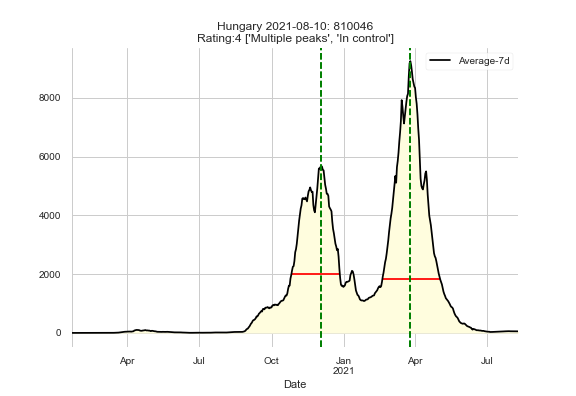 Hungary 2021-08-10: 810046
Rating:4 ['Multiple peaks', 'In control']
Average-7d
8000
6000
4000
2000
0
Apr
Jul
Oct
Jan
2021
Apr
Jul
Date